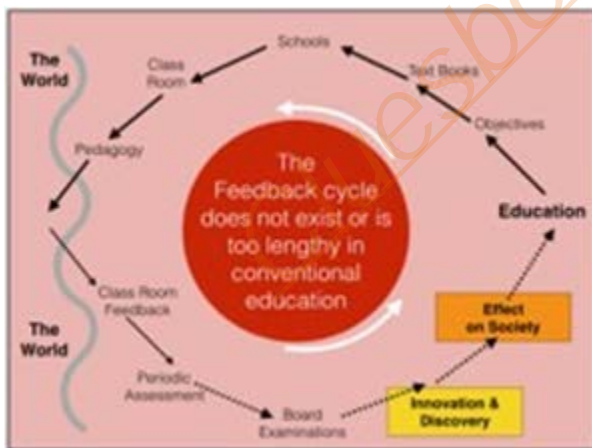 The
World
Schools
Class
Room
Text Books
Objectives
Pedagogy
The
Feedback cycle
does not exist or is
too lengthy in
conventional
education
Education
Class Room
Feedback
Effect
on Society
The
World
Periodic
Assessment
Innovation &
Discovery
Board
Examinations